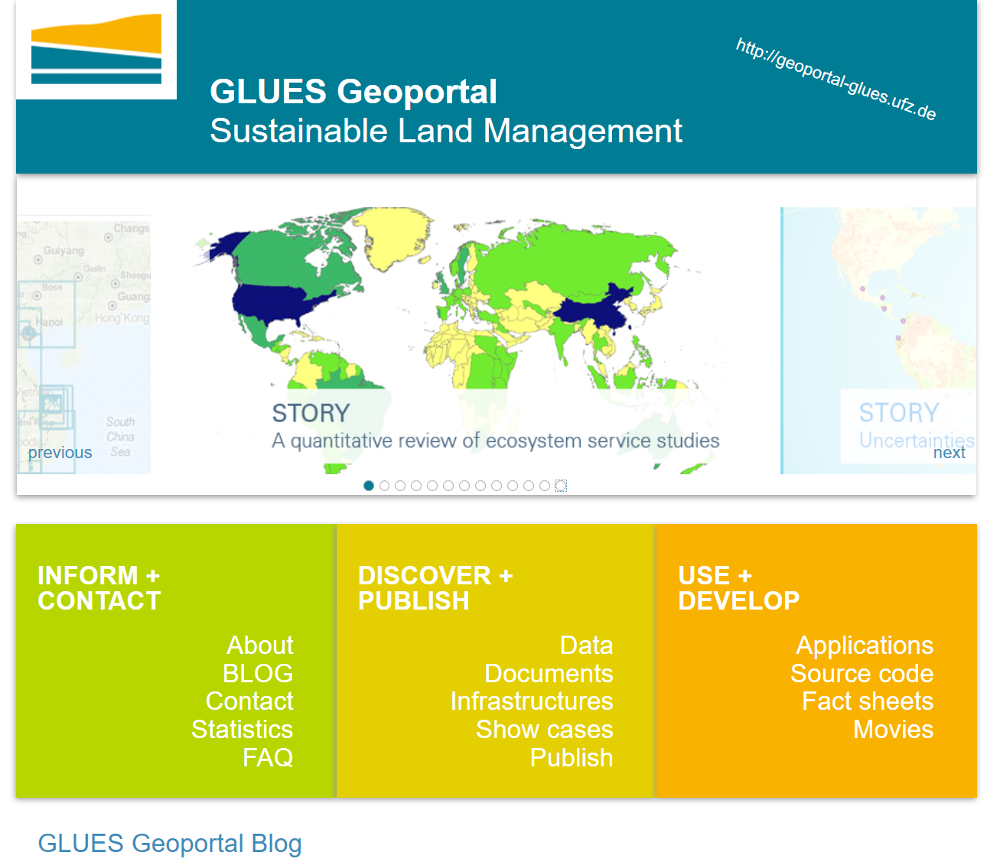 GLUES Geoportal
Sustainable Land Management
http://geoportal-glues.ufz.de
Changs
Guiyang
Guilin
Shaogu
Bose
Guang
Hanoi
Hong Kong
South
China
Sea
previous
STORY
A quantitative review of ecosystem service studies
STORY
Uncertainties
next
INFORM +
CONTACT
About
BLOG
Contact
Statistics
FAQ
DISCOVER +
PUBLISH
Data
Documents
Infrastructures
Show cases
Publish
USE +
DEVELOP
Applications
Source code
Fact sheets
Movies
GLUES Geoportal Blog